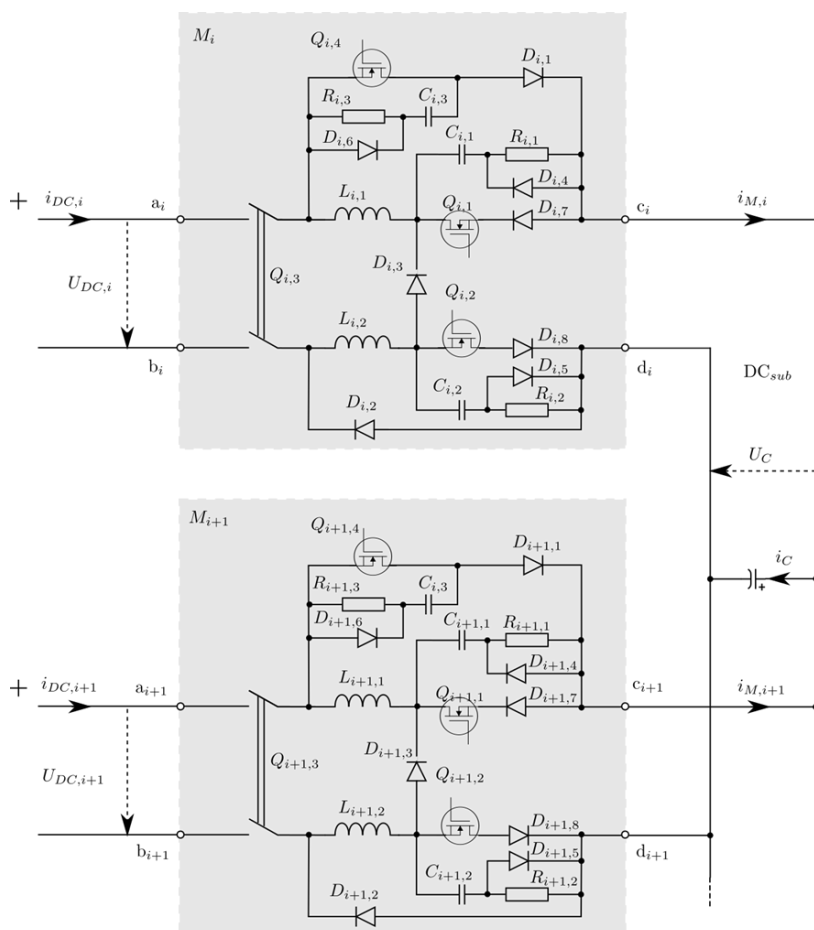 M_i
Q_{i,4}
D_{i,1}
R_{i,3}
C_{i,3}
D_{i,6}
C_{i,1}
R_{i,1}
D_{i,4}
+
i_{DC,i}
a_i
L_{i,1}
Q_{i,1}
D_{i,7}
c_i
i_{M,i}
U_{DC,i}
Q_{i,3}
D_{i,3}
Q_{i,2}
L_{i,2}
D_{i,8}
b_i
d_i
D_{i,5}
DC_{sub}
C_{i,2}
R_{i,2}
D_{i,2}
U_C
M_{i+1}
Q_{i+1,4}
D_{i+1,1}
i_C
R_{i+1,3}
C_{i,3}
+
D_{i+1,6}
C_{i+1,1}
R_{i+1,1}
D_{i+1,4}
+
i_{DC,i+1}
a_{i+1}
L_{i+1,1}
Q_{i+1,1}
D_{i+1,7}
c_{i+1}
i_{M,i+1}
U_{DC,i+1}
Q_{i+1,3}
D_{i+1,3}
Q_{i+1,2}
L_{i+1,2}
D_{i+1,8}
b_{i+1}
d_{i+1}
D_{i+1,5}
C_{i+1,2}
R_{i+1,2}
D_{i+1,2}